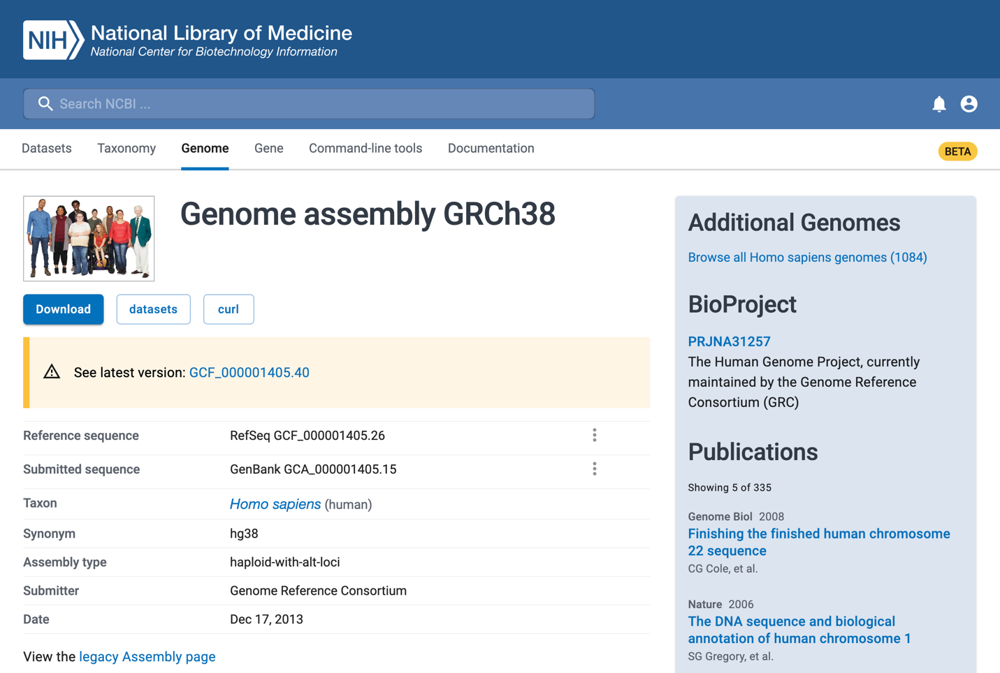 NIH
National Library of Medicine
National Center for Biotechnology Information
Search NCBI ...
Datasets
Taxonomy
Genome
Gene
Command-line tools
Documentation
BETA
Genome assembly GRCh38
Download
datasets
curl
See latest version: GCF_000001405.40
Reference sequence
RefSeq GCF_000001405.26
Submitted sequence
GenBank GCA_000001405.15
Taxon
Homo sapiens (human)
Synonym
hg38
Assembly type
haploid-with-alt-loci
Submitter
Genome Reference Consortium
Date
Dec 17, 2013
View the legacy Assembly page
Additional Genomes
Browse all Homo sapiens genomes (1084)
BioProject
PRJNA31257
The Human Genome Project, currently
maintained by the Genome Reference
Consortium (GRC)
Publications
Showing 5 of 335
Genome Biol 2008
Finishing the finished human chromosome
22 sequence
CG Cole, et al.
Nature 2006
The DNA sequence and biological
annotation of human chromosome 1
SG Gregory, et al.